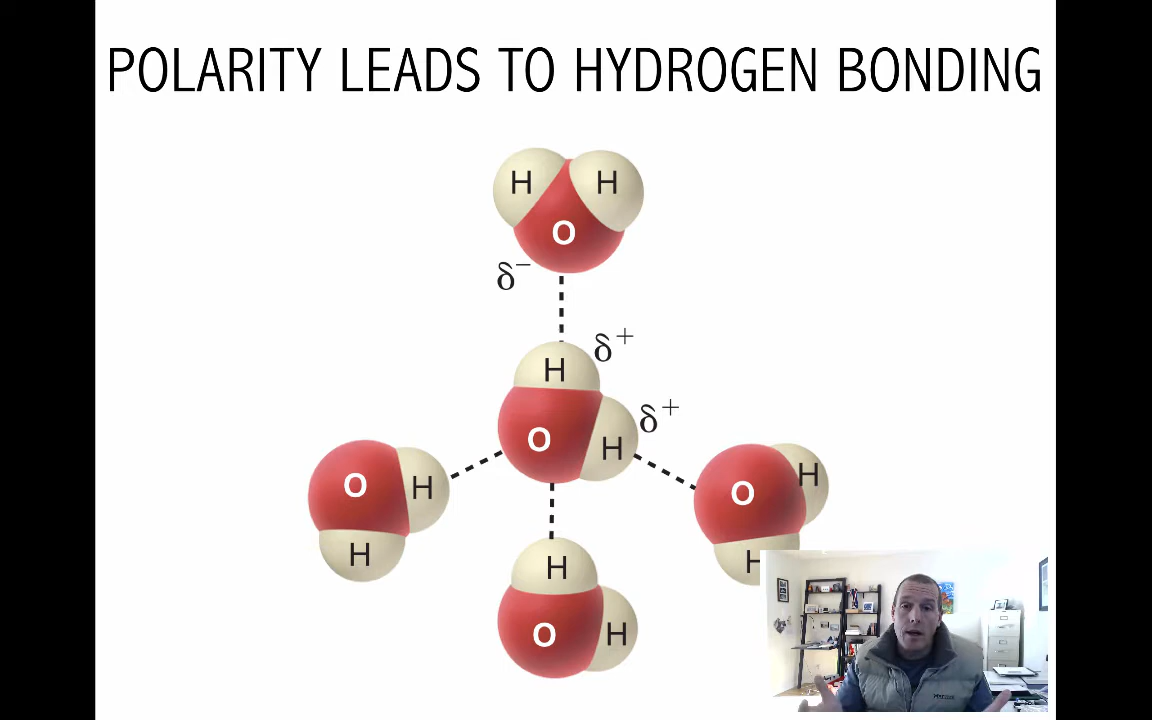 POLARITY LEADS TO HYDROGEN BONDING
H H
O
δ⁻
δ⁺
H
δ⁺
O
H
O
H
H
O
H
H
H
O
H